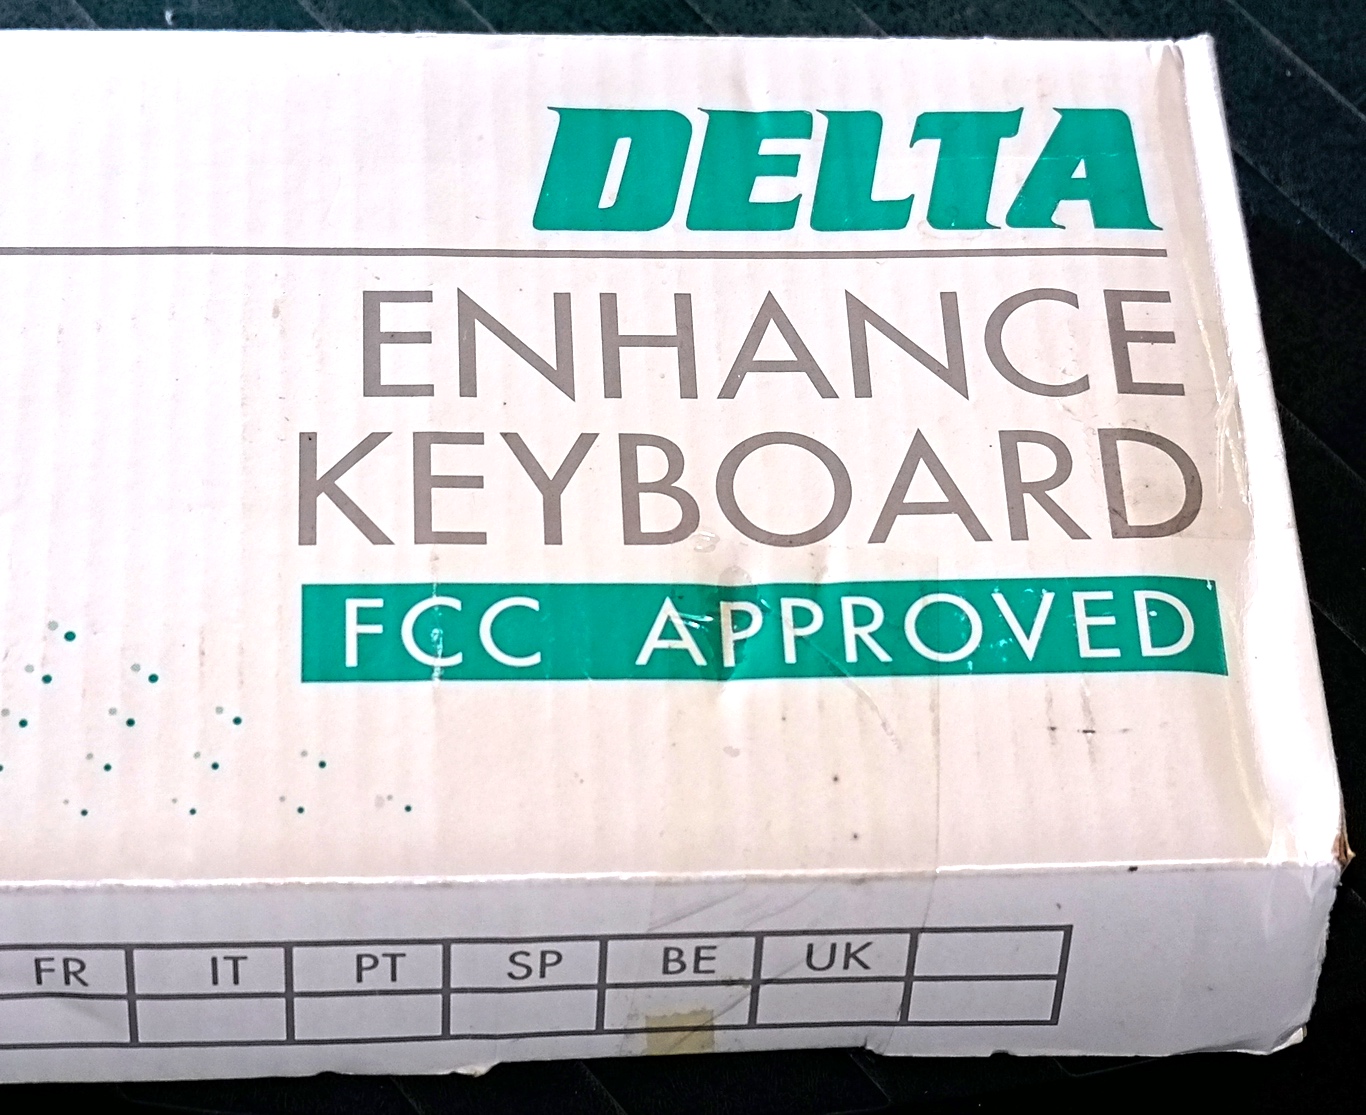 DELTA
ENHANCE
KEYBOARD
FCC APPROVED
FR IT PT SP BE UK